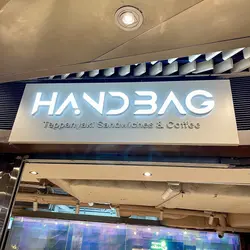 HANDBAG
Teppanyaki Sandwiches & Coffee